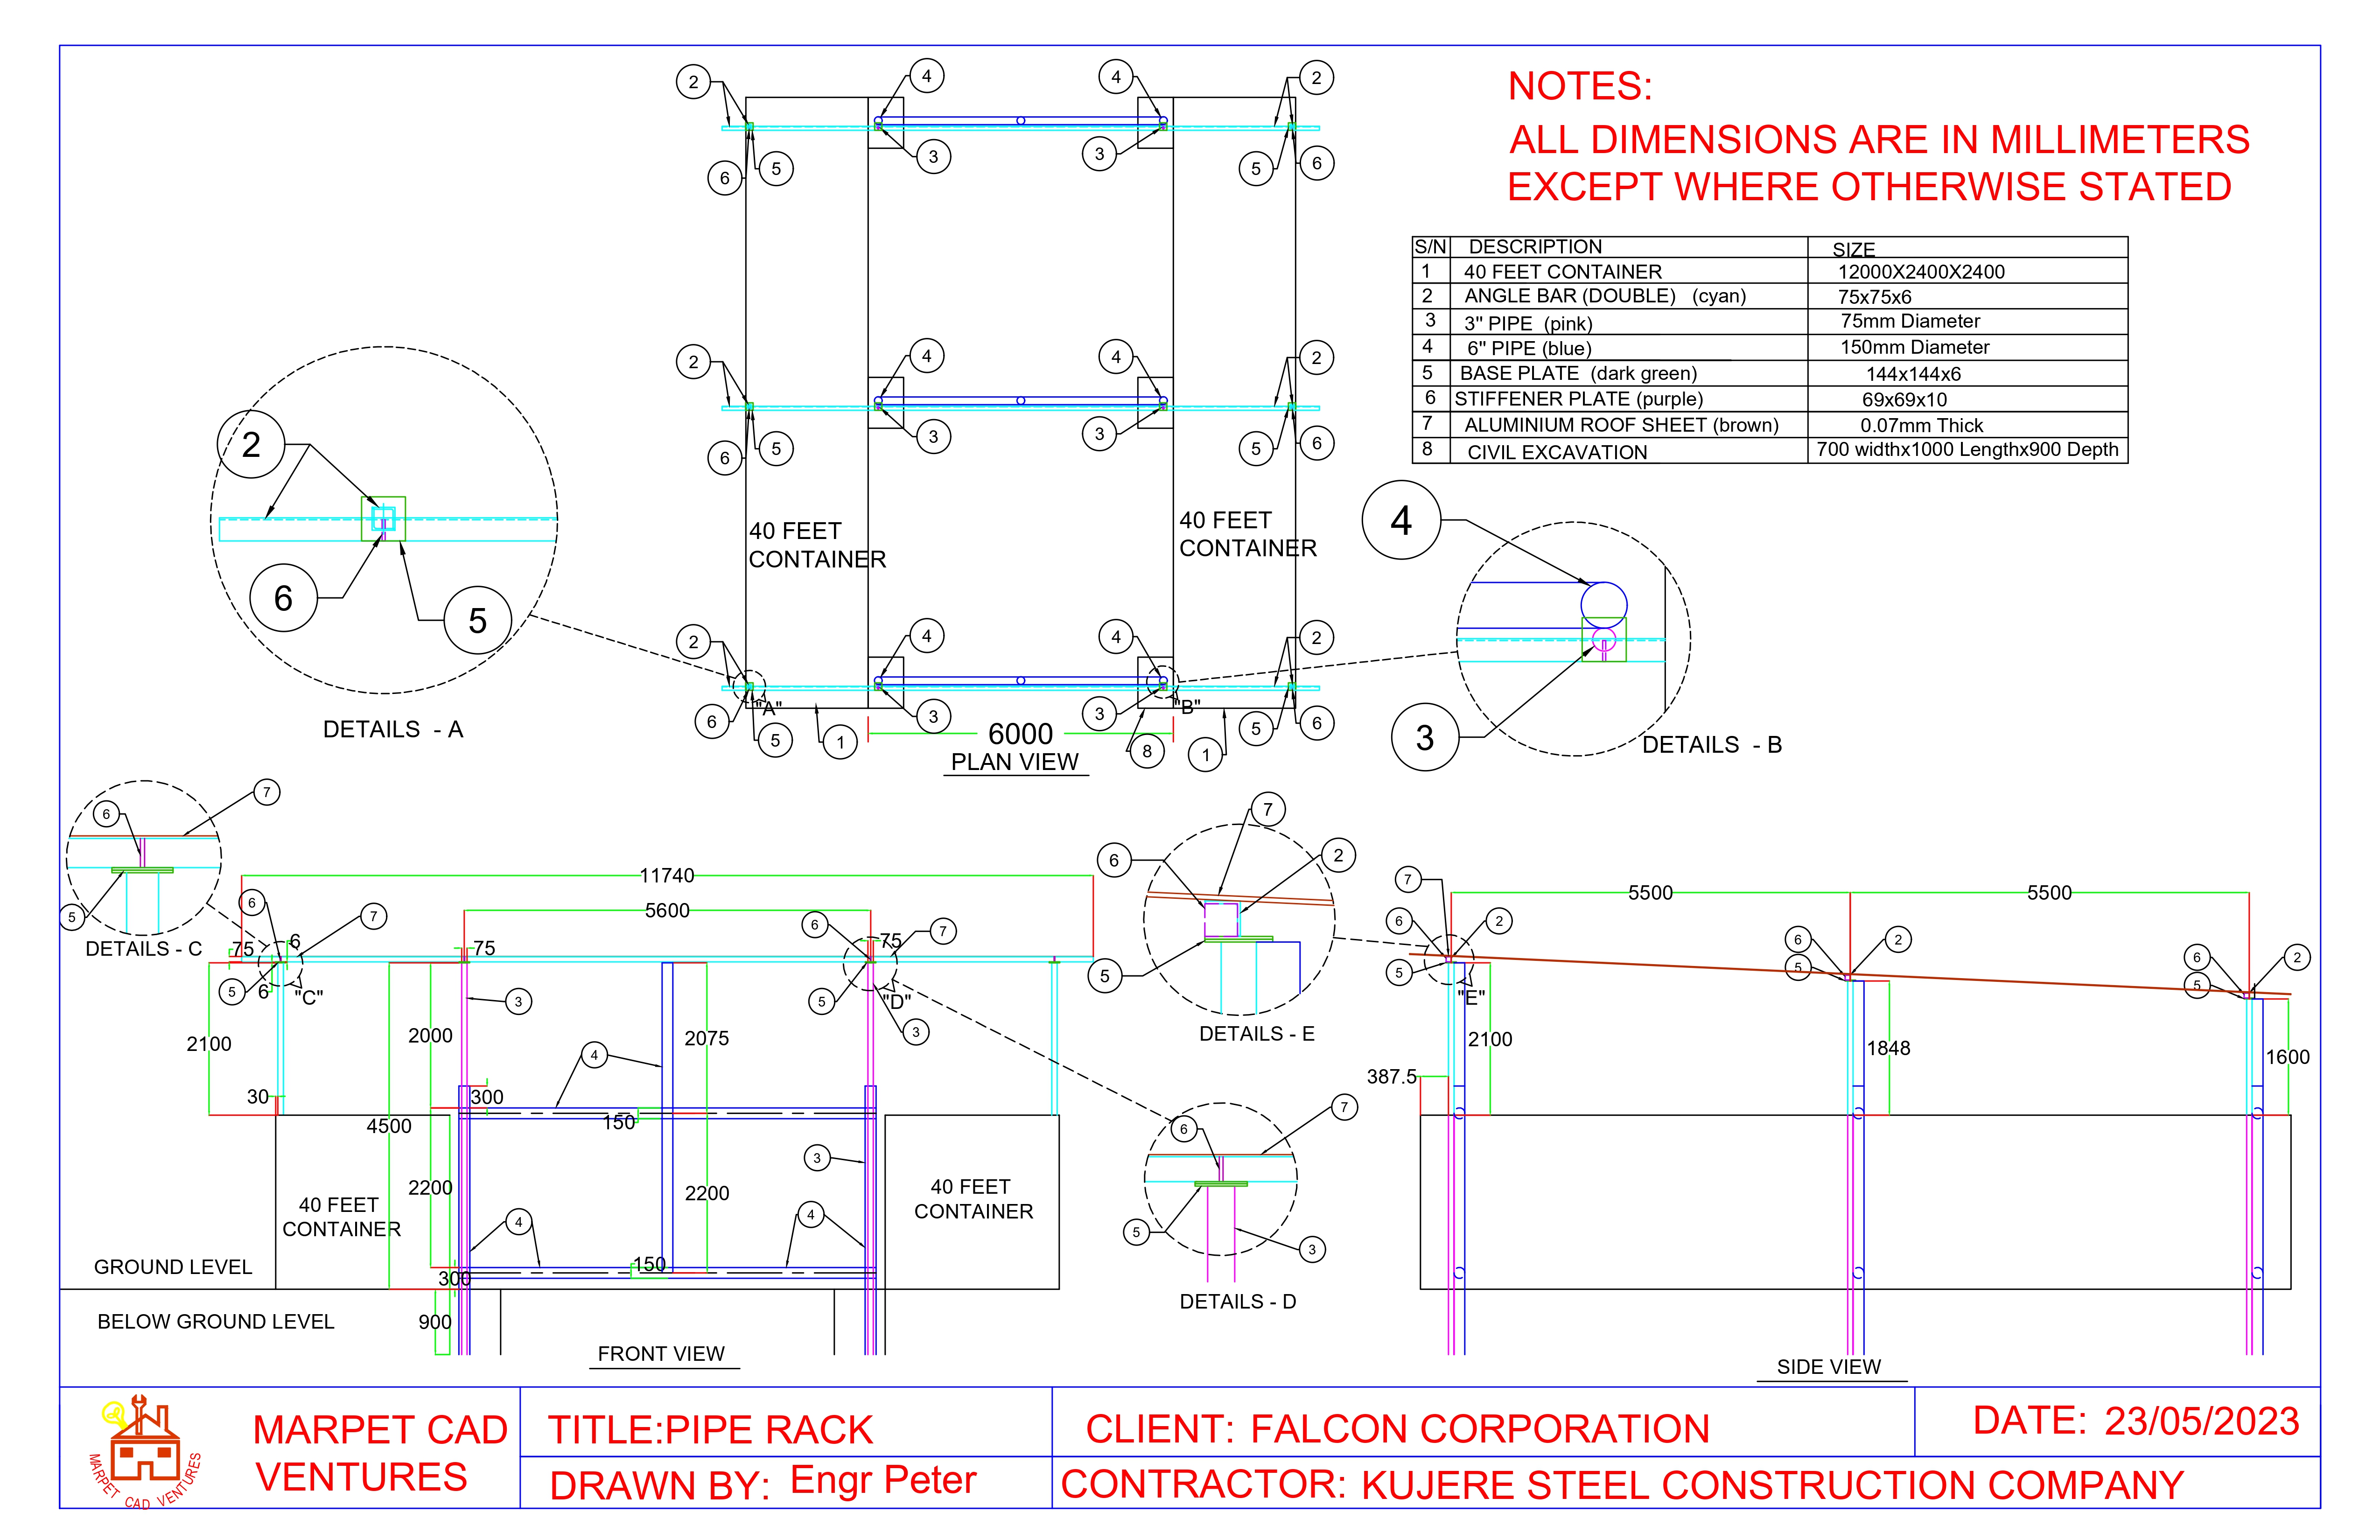 NOTES:
ALL DIMENSIONS ARE IN MILLIMETERS
EXCEPT WHERE OTHERWISE STATED
S/N DESCRIPTION SIZE
1 40 FEET CONTAINER 12000X2400X2400
2 ANGLE BAR (DOUBLE) (cyan) 75x75x6
3 3" PIPE (pink) 75mm Diameter
4 6" PIPE (blue) 150mm Diameter
5 BASE PLATE (dark green) 144x144x6
6 STIFFENER PLATE (purple) 69x69x10
7 ALUMINIUM ROOF SHEET (brown) 0.07mm Thick
8 CIVIL EXCAVATION 700 widthx1000 Lengthx900 Depth
2 4 4 2
6 5 3 3 5 6
2 4 4 2
6 5 3 3 5 6
40 FEET
CONTAINER
40 FEET
CONTAINER
2 4 4 2
6 5 3 3 5 6
"A" "B"
1 8 1
6000
PLAN VIEW
2
6
5
DETAILS - A
4
3
DETAILS - B
6 7
5
DETAILS - C
11740
5600
75 6 75 75
6 7 6 7
5 6 "C" 3 5 "D" 3
2100 2000 2075
30 300 4
4500 150
3
2200 2200
4 4
40 FEET
CONTAINER
40 FEET
CONTAINER
150
300
GROUND LEVEL
BELOW GROUND LEVEL
900
FRONT VIEW
7
6 2
5
DETAILS - E
6 7
5 3
DETAILS - D
5500 5500
7
6 2 6 2 6 2
5 5 5
"E"
2100 1848 1600
387.5
SIDE VIEW
MARPET CAD VENTURES
MARPET CAD
VENTURES
TITLE:PIPE RACK
DRAWN BY: Engr Peter
CLIENT: FALCON CORPORATION
DATE: 23/05/2023
CONTRACTOR: KUJERE STEEL CONSTRUCTION COMPANY